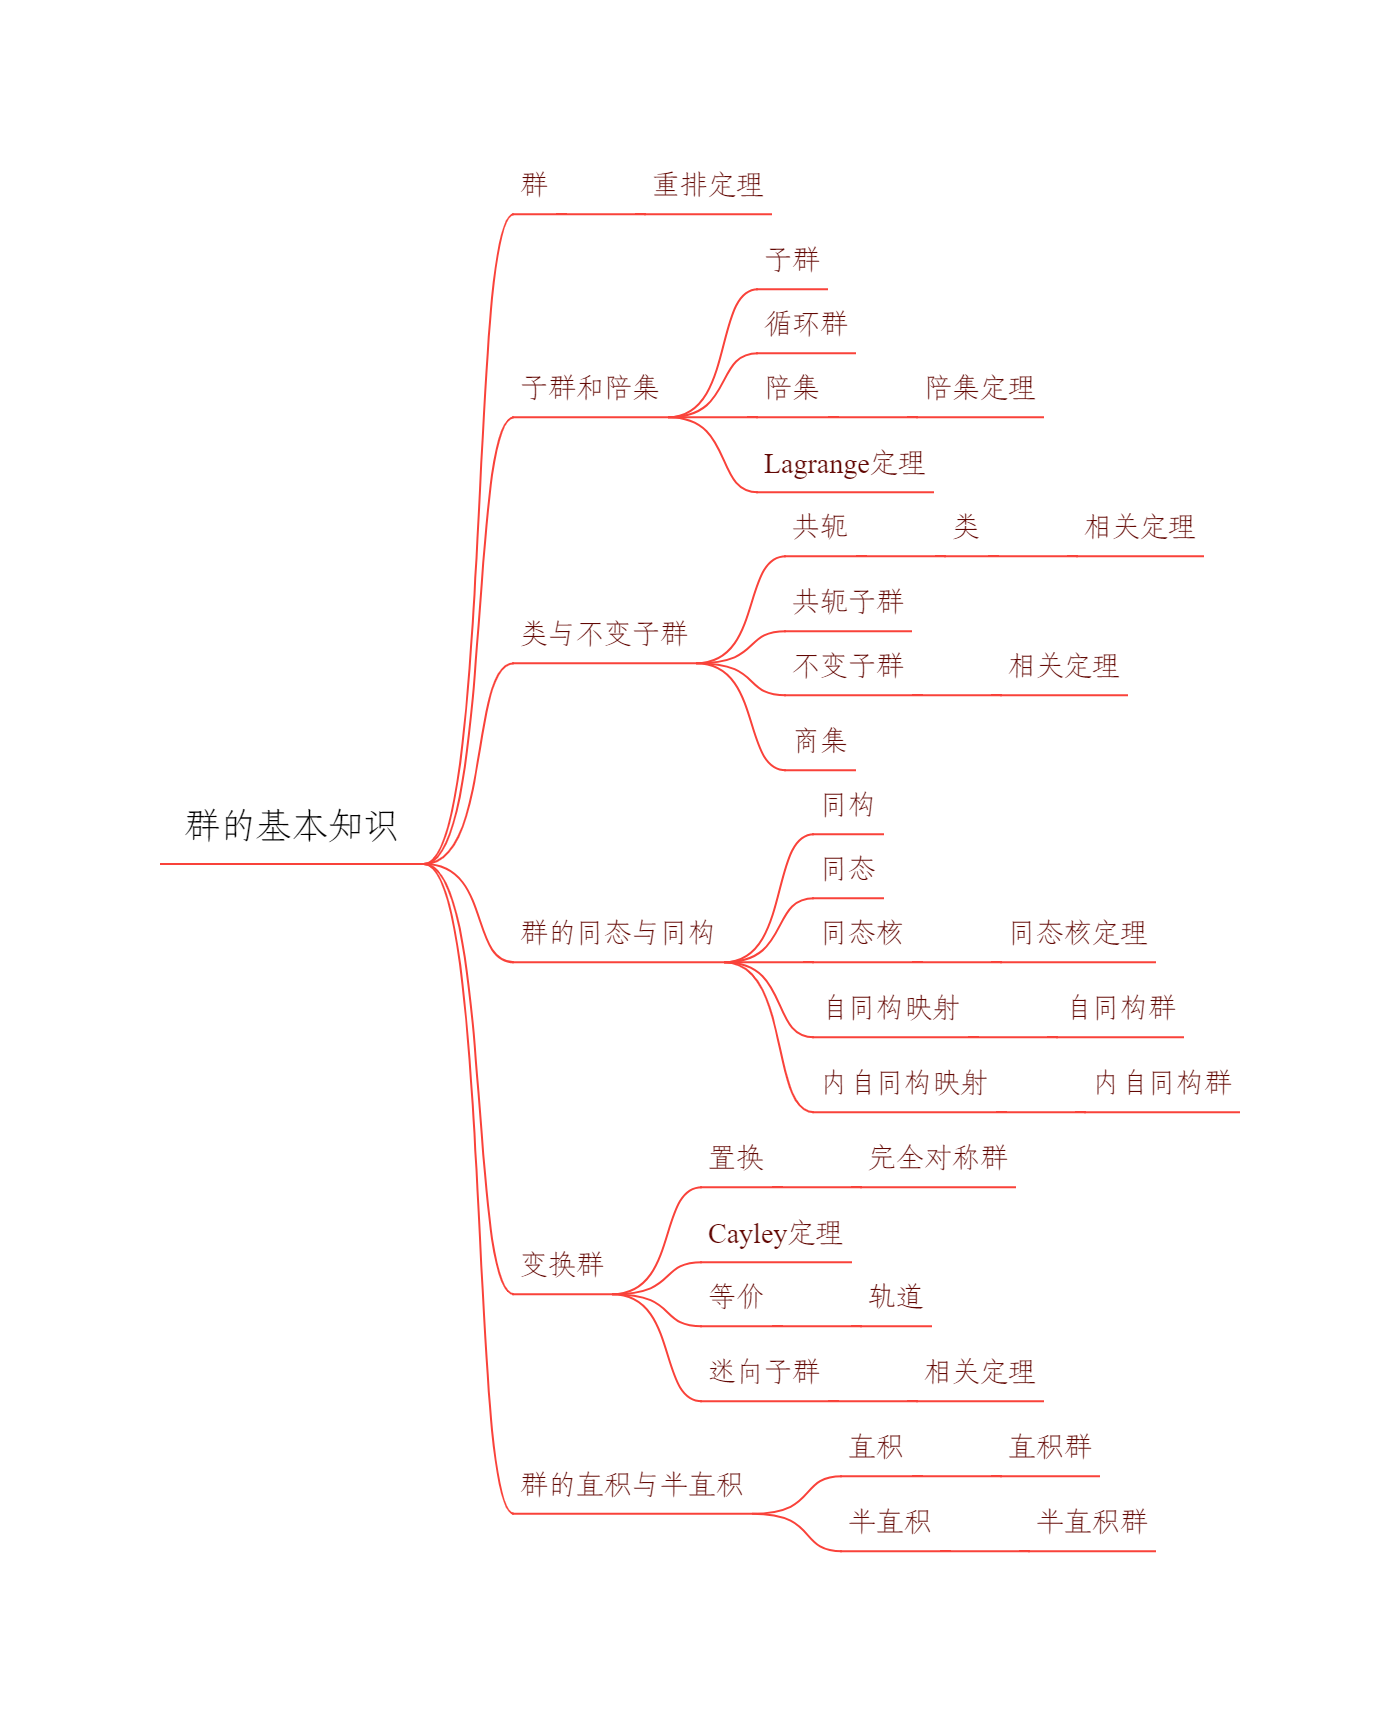 群的基本知识
群 重排定理
子群和陪集
子群
循环群
陪集 陪集定理
Lagrange定理
类与不变子群
共轭 类 相关定理
共轭子群
不变子群 相关定理
商集
群的同态与同构
同构
同态
同态核 同态核定理
自同构映射 自同构群
内自同构映射 内自同构群
变换群
置换 完全对称群
Cayley定理
等价 轨道
迷向子群 相关定理
群的直积与半直积
直积 直积群
半直积 半直积群